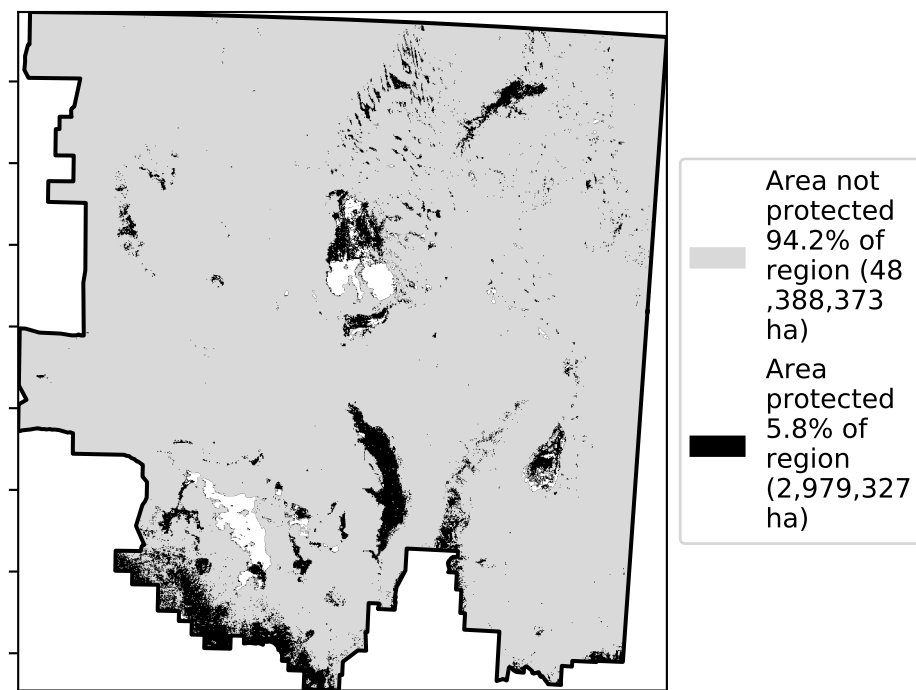 Area not
protected
94.2% of
region (48
,388,373
ha)
Area
protected
5.8% of
region
(2,979,327
ha)